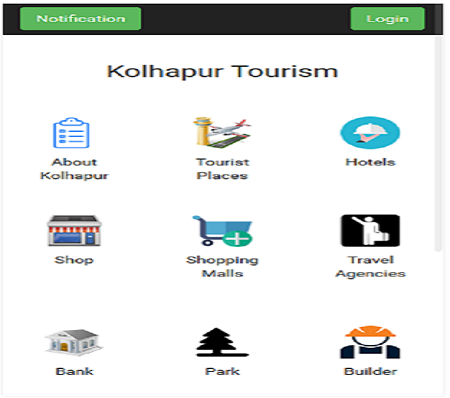 Notification Login
Kolhapur Tourism
About
Kolhapur
Tourist
Places
Hotels
Shop
Shopping
Malls
Travel
Agencies
Bank
Park
Builder